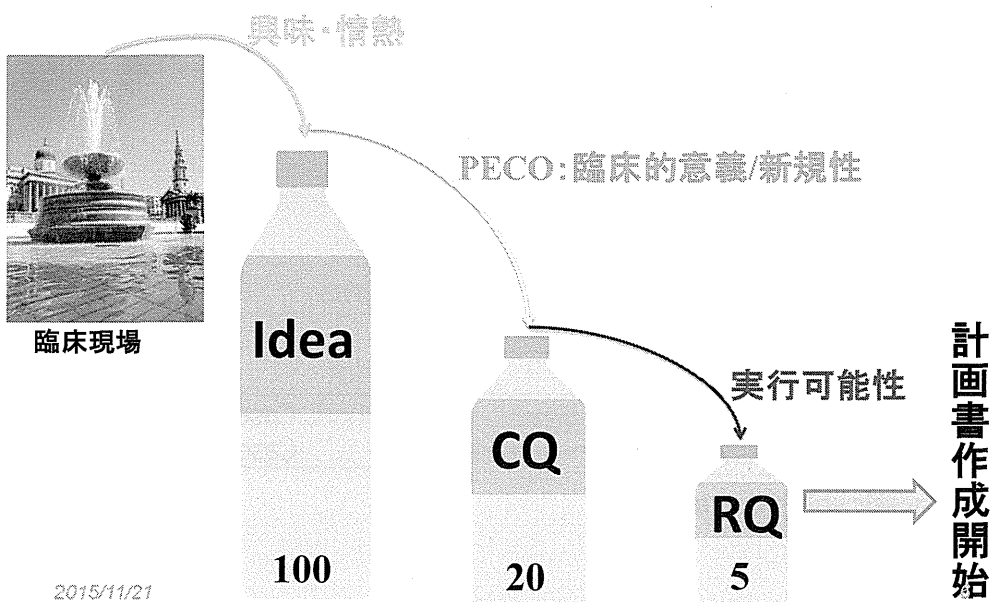 興味・情熱
PECO:臨床的意義/新規性
臨床現場
Idea
実行可能性
CQ
RQ
計画書作成開始
100
20
5
2015/11/21